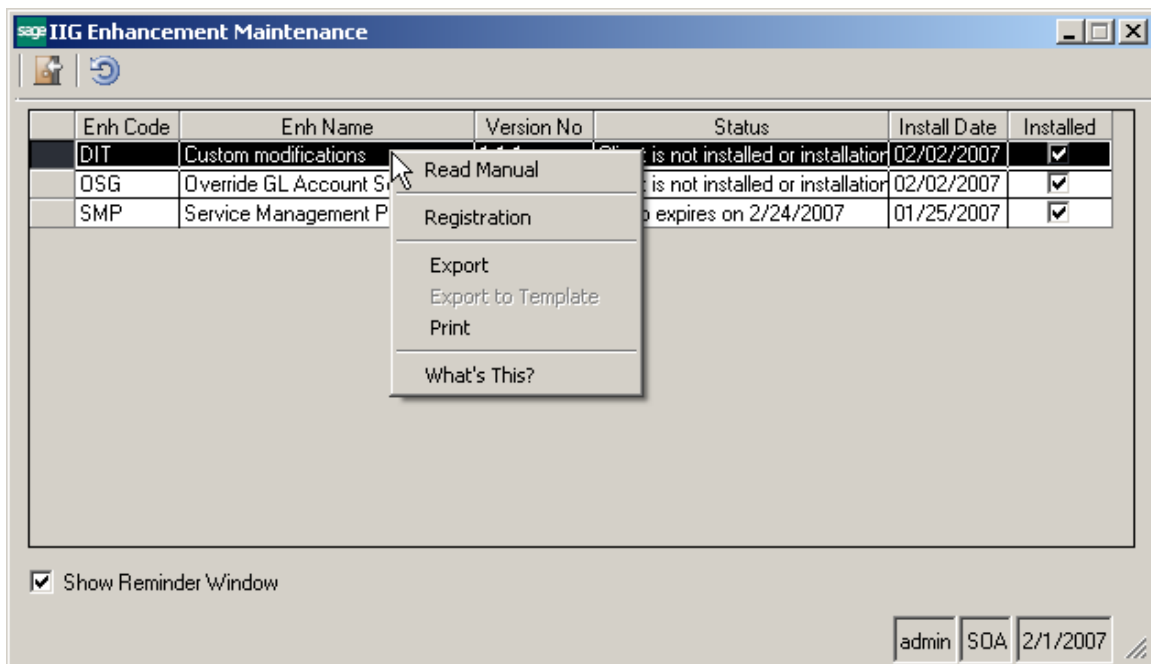 sage IIG Enhancement Maintenance
Enh Code Enh Name Version No Status Install Date Installed
DIT Custom modifications is not installed or installation 02/02/2007
OSG Override GL Account is not installed or installation 02/02/2007
SMP Service Management P expires on 2/24/2007 01/25/2007
Read Manual
Registration
Export
Export to Template
Print
What's This?
Show Reminder Window
admin SOA 2/1/2007